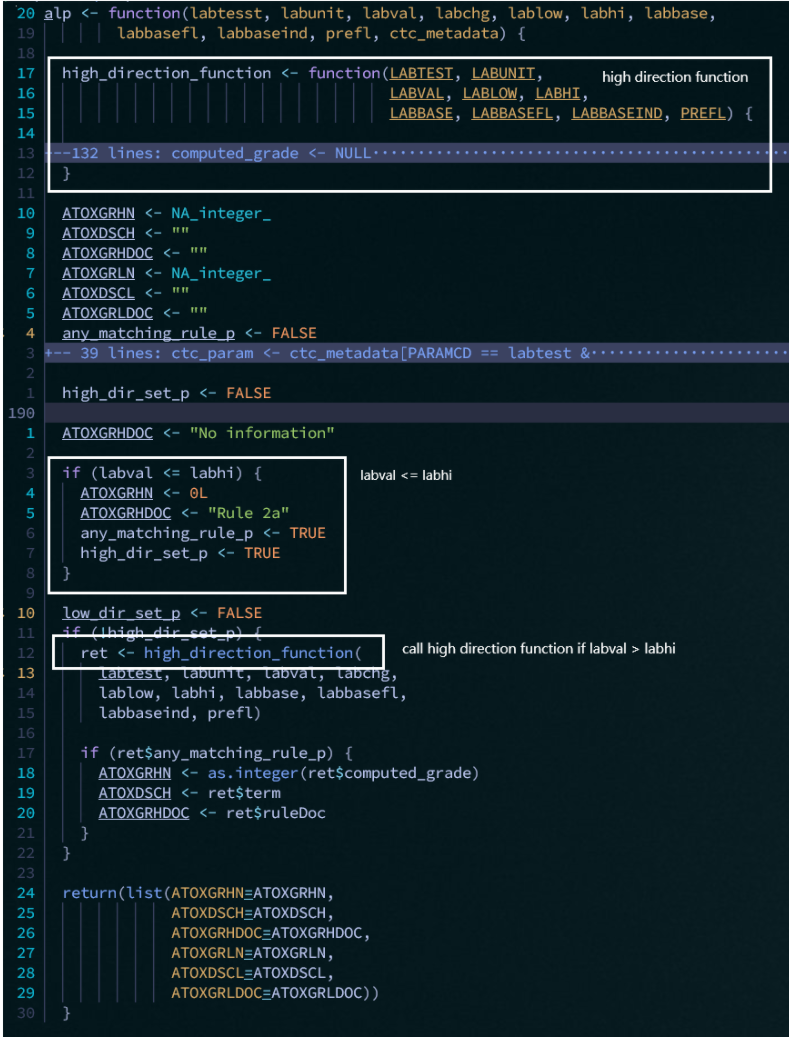 20 alp <- function(labtesst, labunit, labval, labchg, lablow, labhi, labbase,
19 labbasefl, labbaseind, prefl, ctc_metadata) {
18
17 high_direction_function <- function(LABTEST, LABUNIT, high direction function
16 LABVAL, LABLOW, LABHI,
15 LABBASE, LABBASEFL, LABBASEIND, PREFL) {
14
13 +---132 lines: computed_grade <- NULL
12 }
11
10 ATOXGRHN <- NA_integer_
9 ATOXDSCH <- ""
8 ATOXGRHDOC <- ""
7 ATOXGRLN <- NA_integer_
6 ATOXDSCL <- ""
5 ATOXGRLDOC <- ""
4 any_matching_rule_p <- FALSE
3 +-- 39 lines: ctc_param <- ctc_metadata[PARAMCD == labtest &
2
1 high_dir_set_p <- FALSE
190
1 ATOXGRHDOC <- "No information"
2
3 if (labval <= labhi) { labval <= labhi
4 ATOXGRHN <- 0L
5 ATOXGRHDOC <- "Rule 2a"
6 any_matching_rule_p <- TRUE
7 high_dir_set_p <- TRUE
8 }
9
10 low_dir_set_p <- FALSE
11 if (!high_dir_set_p) {
12 ret <- high_direction_function( call high direction function if labval > labhi
13 labtest, labunit, labval, labchg,
14 lablow, labhi, labbase, labbasefl,
15 labbaseind, prefl)
16
17 if (ret$any_matching_rule_p) {
18 ATOXGRHN <- as.integer(ret$computed_grade)
19 ATOXDSCH <- ret$term
20 ATOXGRHDOC <- ret$ruleDoc
21 }
22 }
23
24 return(list(ATOXGRHN=ATOXGRHN,
25 ATOXDSCH=ATOXDSCH,
26 ATOXGRHDOC=ATOXGRHDOC,
27 ATOXGRLN=ATOXGRLN,
28 ATOXDSCL=ATOXDSCL,
29 ATOXGRLDOC=ATOXGRLDOC))
30 }